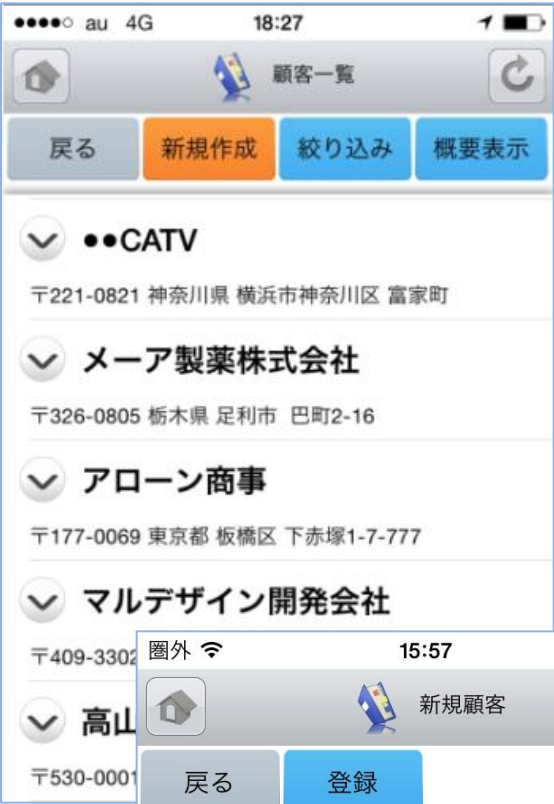 au 4G 18:27
顧客一覧
戻る 新規作成 絞り込み 概要表示
●●CATV
〒221-0821 神奈川県 横浜市神奈川区 富家町
メーア製薬株式会社
〒326-0805 栃木県 足利市 巴町2-16
アローン商事
〒177-0069 東京都 板橋区 下赤塚1-7-777
マルデザイン開発会社
〒409-3302
高山
〒530-0001
圏外 15:57
新規顧客
戻る 登録